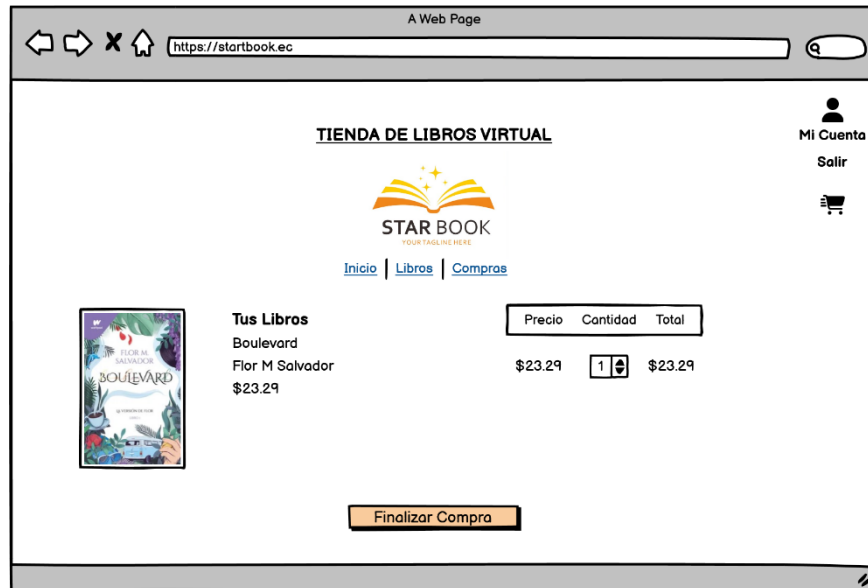 A Web Page
https://startbook.ec
Mi Cuenta
Salir
TIENDA DE LIBROS VIRTUAL
STAR BOOK
YOUR TAGLINE HERE
Inicio | Libros | Compras
FLOR M.
SALVADOR
BOULEVARD
Tus Libros
Boulevard
Flor M Salvador
$23.29
Precio Cantidad Total
$23.29 1 $23.29
Finalizar Compra